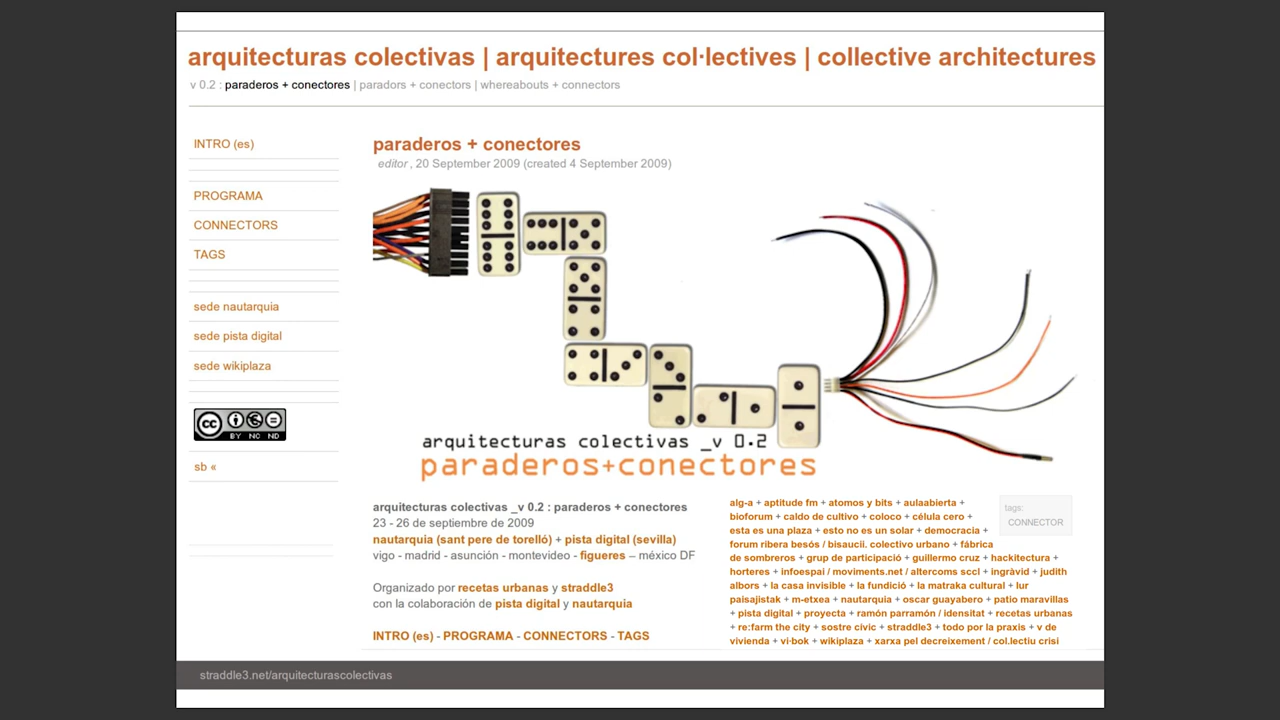 arquitecturas colectivas | arquitectures col·lectives | collective architectures
v 0.2 : paraderos + conectores | paradors + conectors | whereabouts + connectors
INTRO (es)
PROGRAMA
CONNECTORS
TAGS
sede nautarquia
sede pista digital
sede wikiplaza
cc BY NC ND
sb «
paraderos + conectores
editor , 20 September 2009 (created 4 September 2009)
arquitecturas colectivas _v 0.2
paraderos+conectores
arquitecturas colectivas _v 0.2 : paraderos + conectores
23 - 26 de septiembre de 2009
nautarquia (sant pere de torelló) + pista digital (sevilla)
vigo - madrid - asunción - montevideo - figueres – méxico DF
Organizado por recetas urbanas y straddle3
con la colaboración de pista digital y nautarquia
INTRO (es) - PROGRAMA - CONNECTORS - TAGS
alg-a + aptitude fm + atomos y bits + aulaabierta +
bioforum + caldo de cultivo + coloco + célula cero +
esta es una plaza + esto no es un solar + democracia +
forum ribera besós / bisaucii. colectivo urbano + fábrica
de sombreros + grup de participació + guillermo cruz + hackitectura +
horteres + infoespai / moviments.net / altercoms sccl + ingràvid + judith
albors + la casa invisible + la fundició + la matraka cultural + lur
paisajistak + m-etxea + nautarquia + oscar guayabero + patio maravillas
+ pista digital + proyecta + ramón parramón / idensitat + recetas urbanas
+ re:farm the city + sostre cívic + straddle3 + todo por la praxis + v de
vivienda + vi·bok + wikiplaza + xarxa pel decreixement / col.lectiu crisi
tags:
CONNECTOR
straddle3.net/arquitecturascolectivas